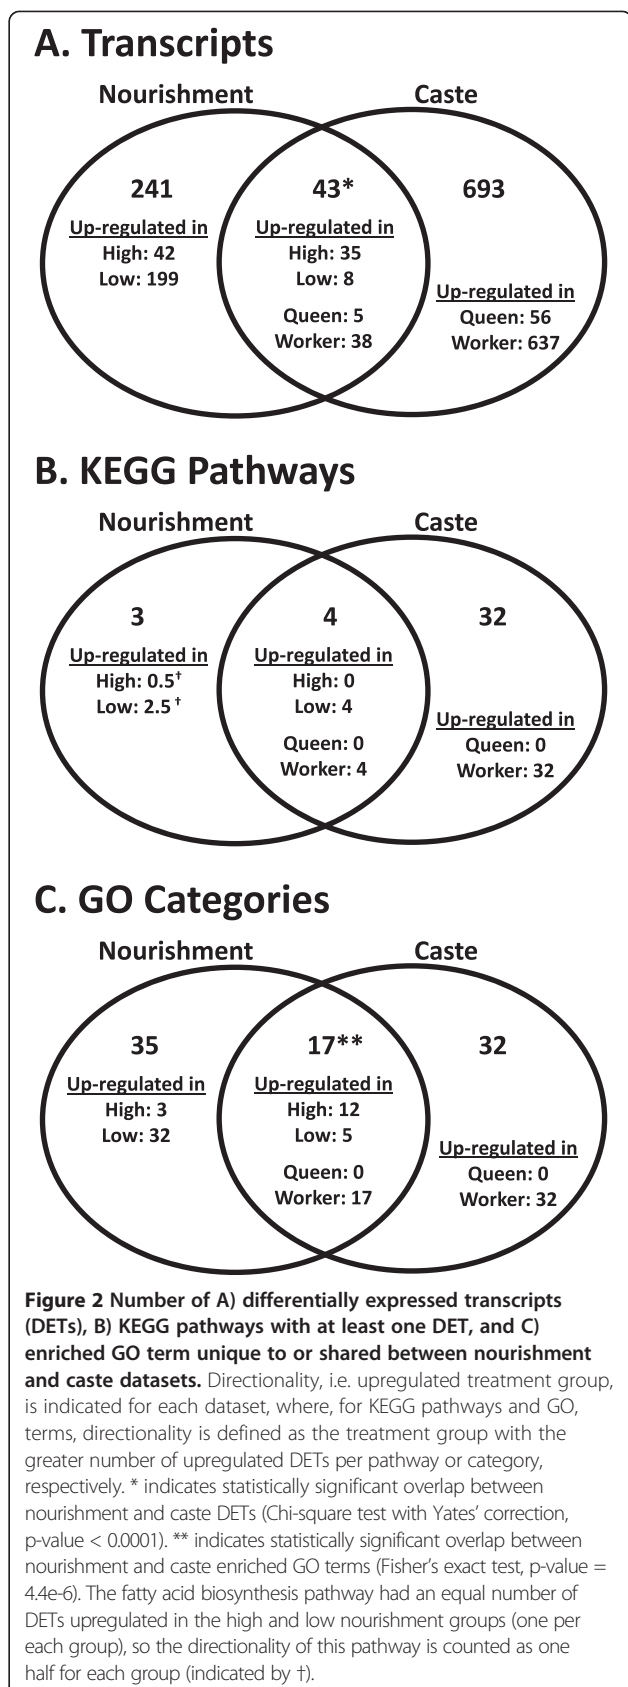 A. Transcripts
Nourishment
Caste
241
43*
693
Up-regulated in
High: 42
Low: 199
Up-regulated in
High: 35
Low: 8
Queen: 5
Worker: 38
Up-regulated in
Queen: 56
Worker: 637
B. KEGG Pathways
Nourishment
Caste
3
4
32
Up-regulated in
High: 0.5†
Low: 2.5 †
Up-regulated in
High: 0
Low: 4
Queen: 0
Worker: 4
Up-regulated in
Queen: 0
Worker: 32
C. GO Categories
Nourishment
Caste
35
17**
32
Up-regulated in
High: 3
Low: 32
Up-regulated in
High: 12
Low: 5
Queen: 0
Worker: 17
Up-regulated in
Queen: 0
Worker: 32
Figure 2 Number of A) differentially expressed transcripts
(DETs), B) KEGG pathways with at least one DET, and C)
enriched GO term unique to or shared between nourishment
and caste datasets. Directionality, i.e. upregulated treatment group,
is indicated for each dataset, where, for KEGG pathways and GO,
terms, directionality is defined as the treatment group with the
greater number of upregulated DETs per pathway or category,
respectively. * indicates statistically significant overlap between
nourishment and caste DETs (Chi-square test with Yates’ correction,
p-value < 0.0001). ** indicates statistically significant overlap between
nourishment and caste enriched GO terms (Fisher’s exact test, p-value =
4.4e-6). The fatty acid biosynthesis pathway had an equal number of
DETs upregulated in the high and low nourishment groups (one per
each group), so the directionality of this pathway is counted as one
half for each group (indicated by †).